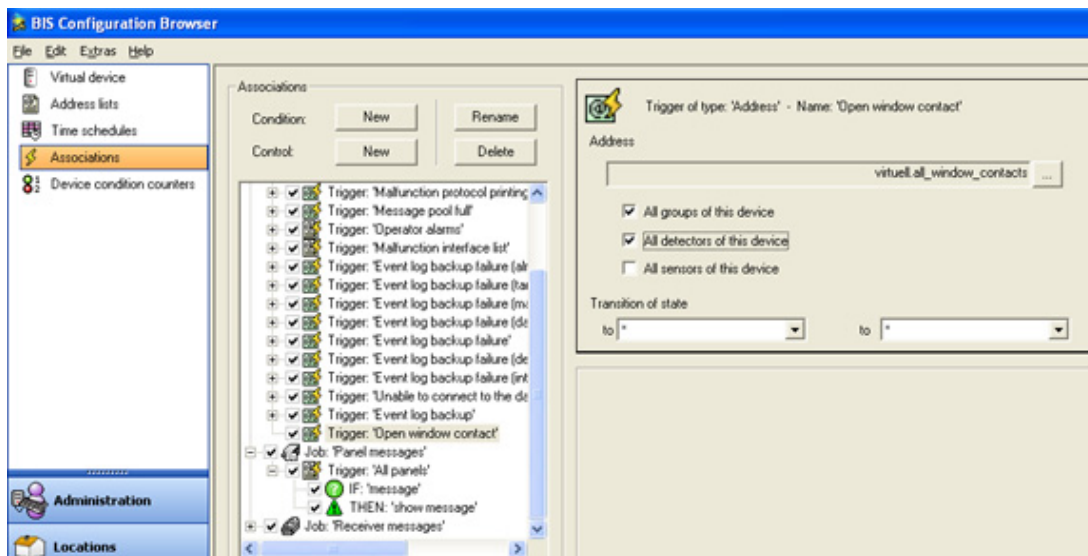 BIS Configuration Browser
File Edit Extras Help
Virtual device
Address lists
Time schedules
Associations
Device condition counters
Administration
Locations
Associations
Condition: New Rename
Control: New Delete
Trigger: 'Malfunction protocol printing
Trigger: 'Message pool full'
Trigger: 'Operator alarms'
Trigger: 'Malfunction interface list'
Trigger: 'Event log backup failure (alr
Trigger: 'Event log backup failure (tar
Trigger: 'Event log backup failure (ma
Trigger: 'Event log backup failure (da
Trigger: 'Event log backup failure'
Trigger: 'Event log backup failure (de
Trigger: 'Event log backup failure (int
Trigger: 'Unable to connect to the da
Trigger: 'Event log backup'
Trigger: 'Open window contact'
Job: 'Panel messages'
Trigger: 'All panels'
IF: 'message'
THEN: 'show message'
Job: 'Receiver messages'
Trigger of type: 'Address' - Name: 'Open window contact'
Address
virtuell.all_window_contacts ...
All groups of this device
All detectors of this device
All sensors of this device
Transition of state
to * to *